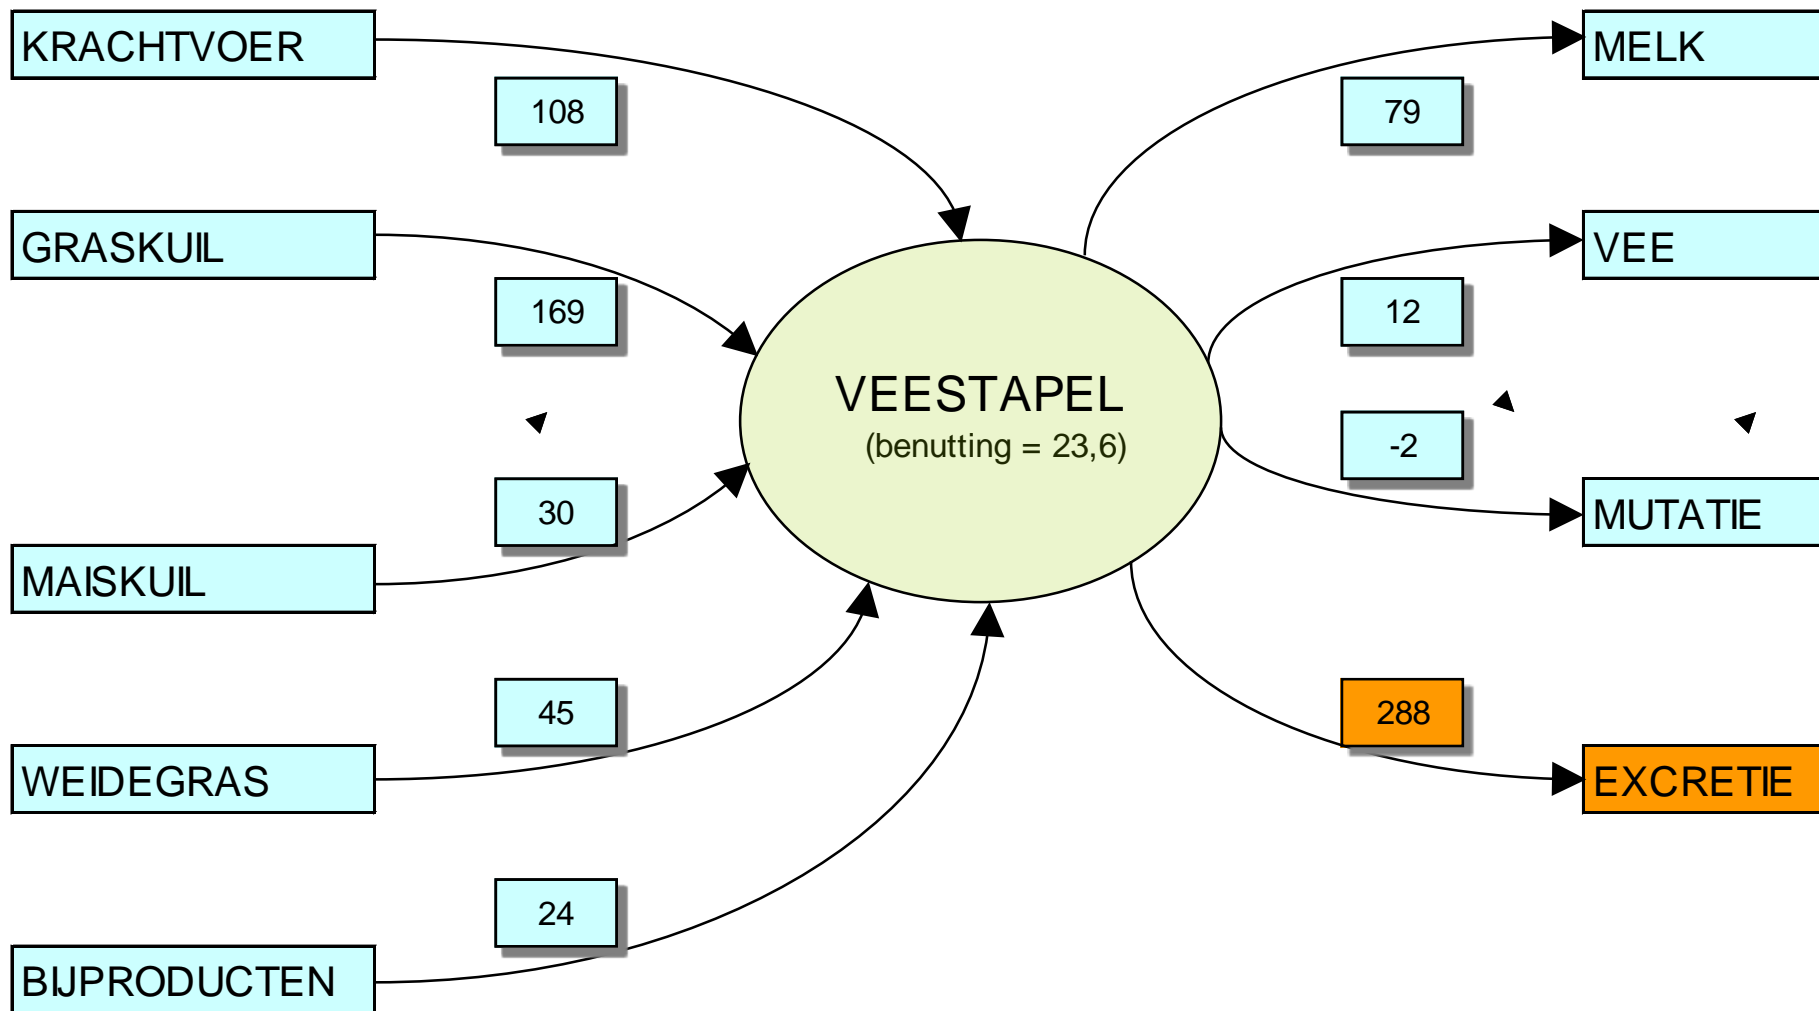 KRACHTVOER
108
GRASKUIL
169
30
MAISKUIL
45
WEIDEGRAS
24
BIJPRODUCTEN
VEESTAPEL
(benutting = 23,6)
MELK
79
VEE
12
-2
MUTATIE
288
EXCRETIE